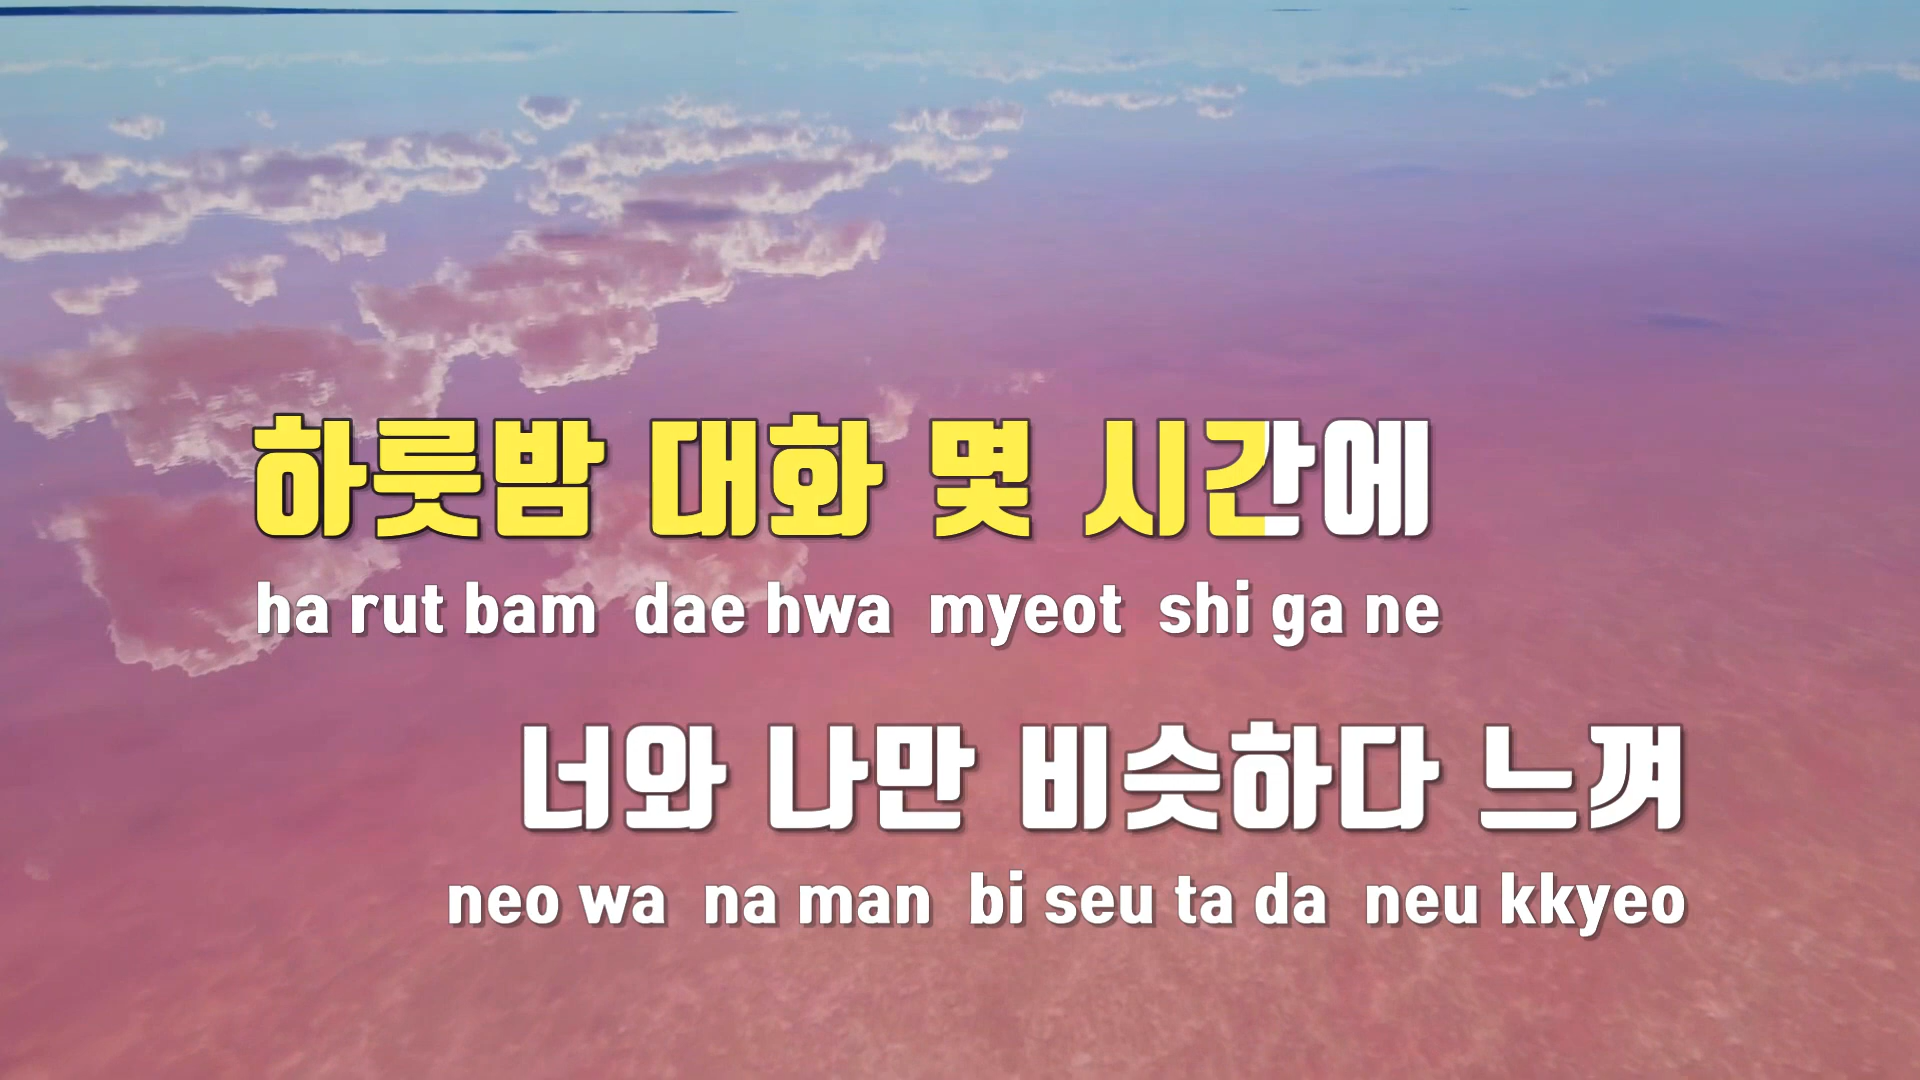 하룻밤 대화 몇 시간에
ha rut bam dae hwa myeot shi ga ne
너와 나만 비슷하다 느껴
neo wa na man bi seu ta da neu kkyeo